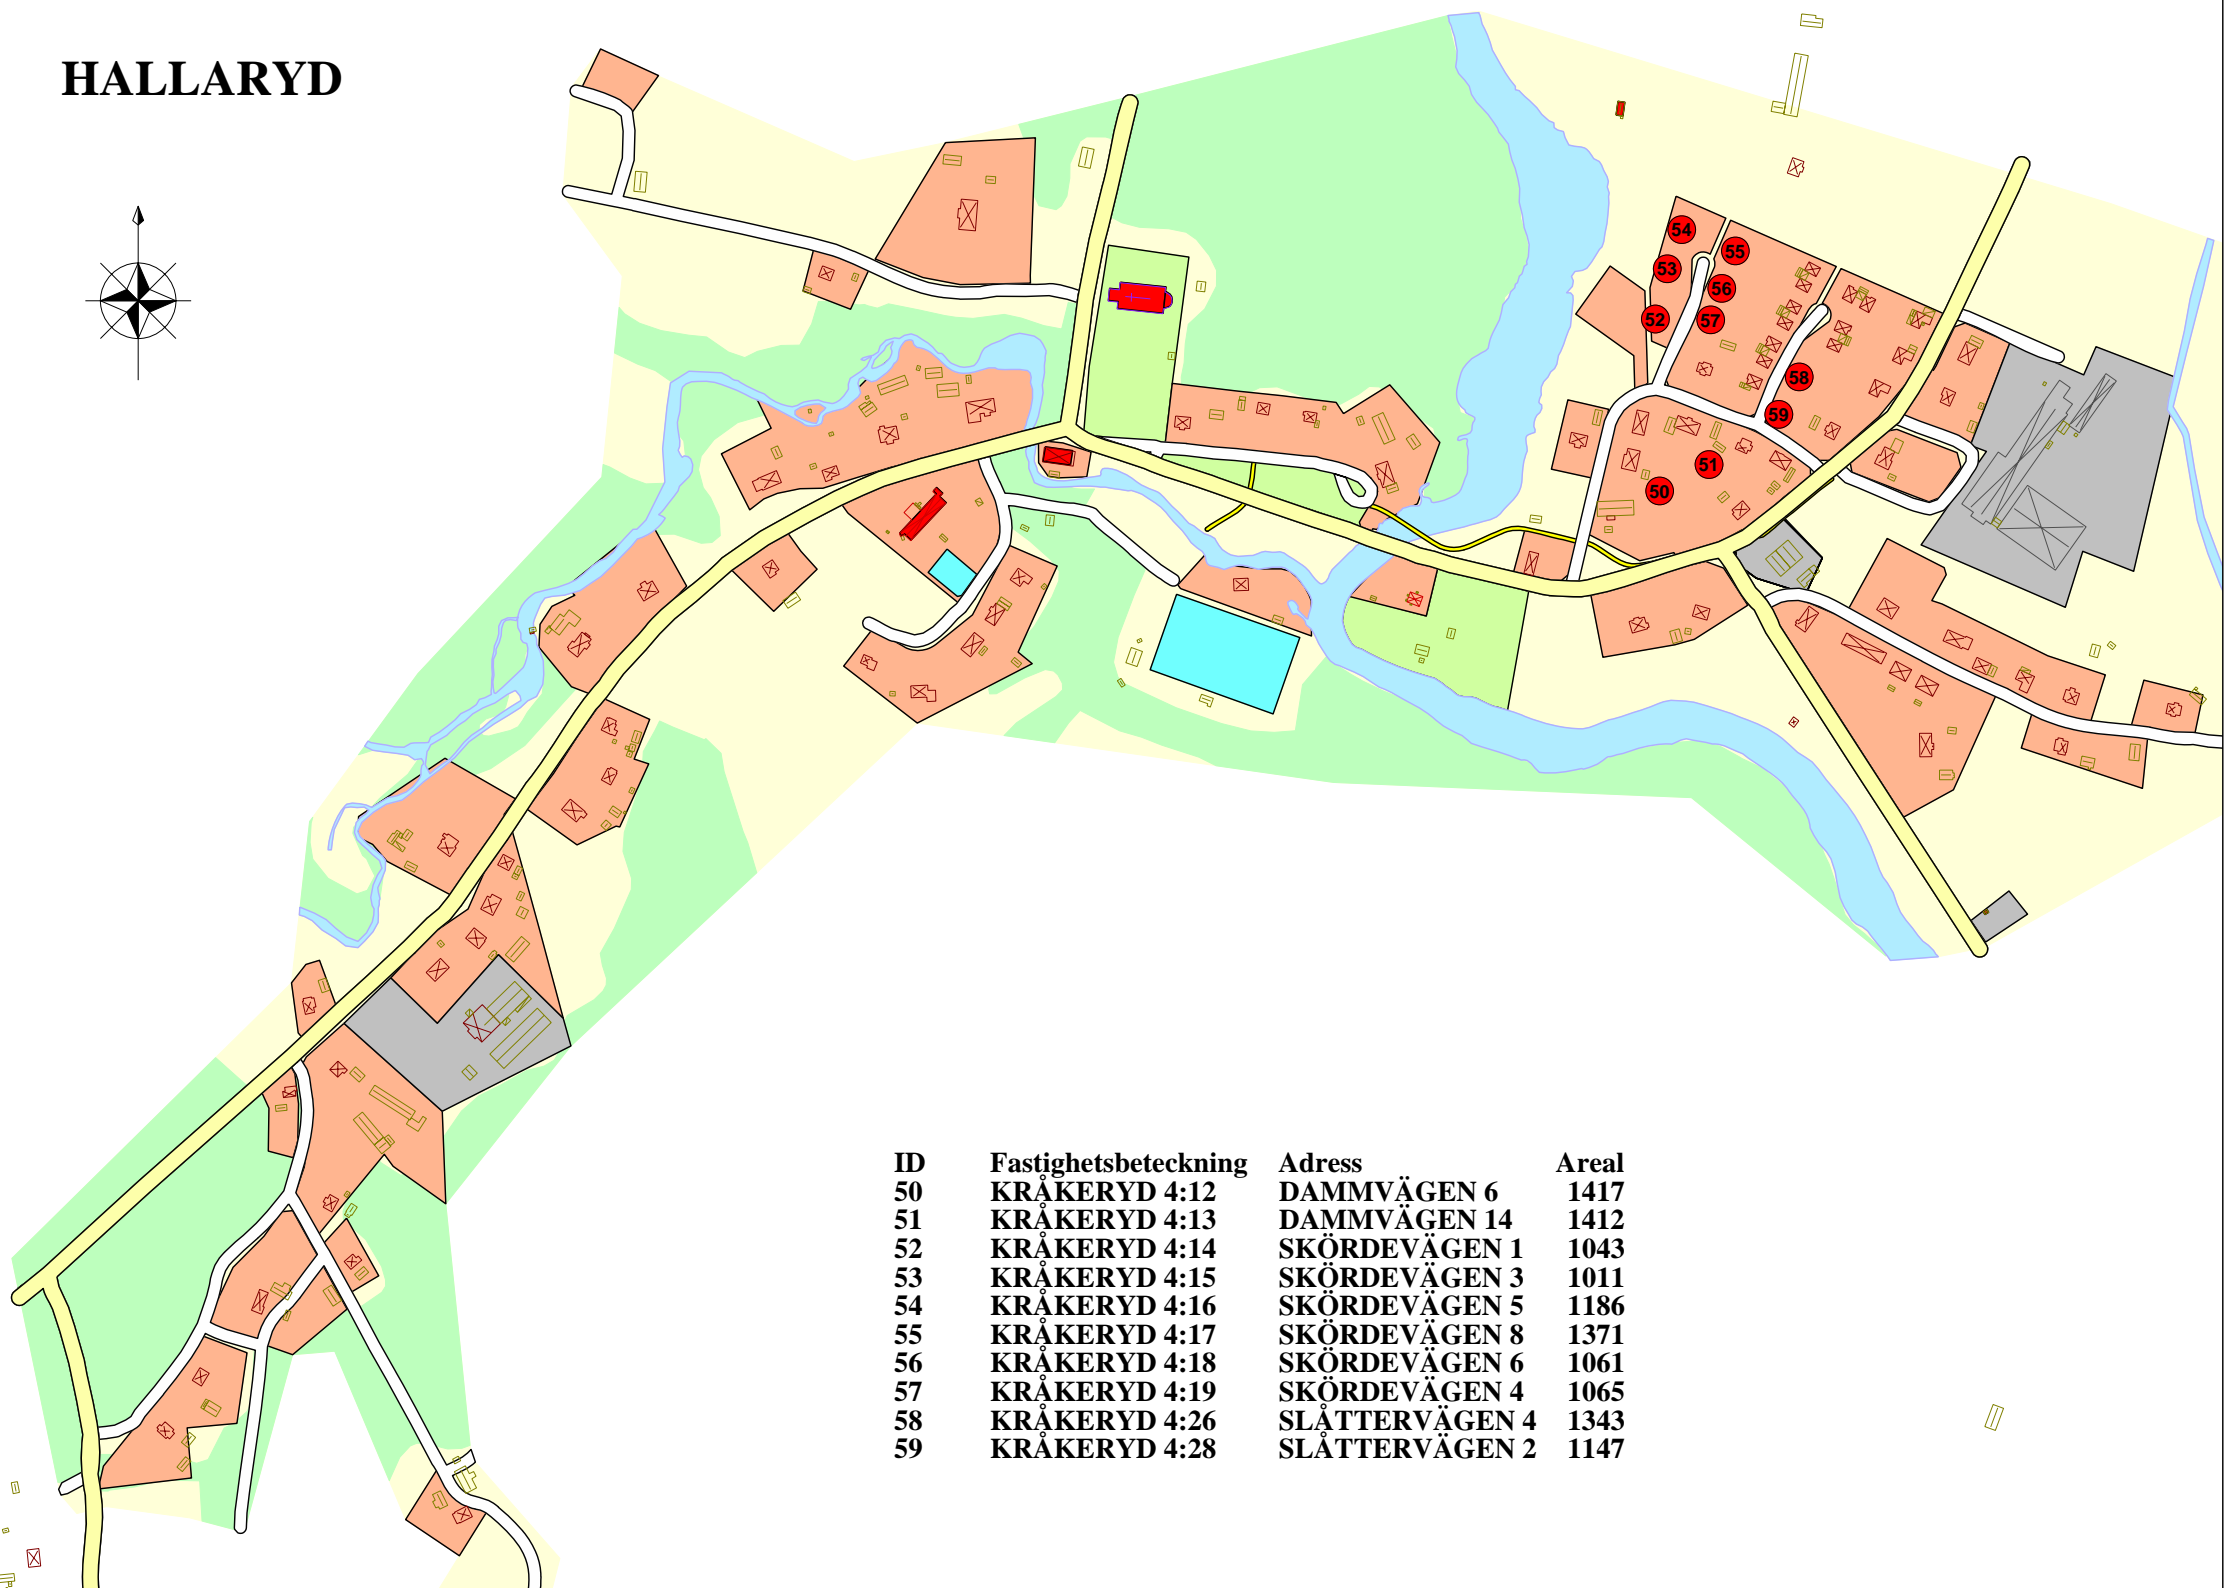 HALLARYD
54
55
53
56
52
57
58
59
51
50
ID Fastighetsbeteckning Adress Areal
50 KRÅKERYD 4:12 DAMMVÄGEN 6 1417
51 KRÅKERYD 4:13 DAMMVÄGEN 14 1412
52 KRÅKERYD 4:14 SKÖRDEVÄGEN 1 1043
53 KRÅKERYD 4:15 SKÖRDEVÄGEN 3 1011
54 KRÅKERYD 4:16 SKÖRDEVÄGEN 5 1186
55 KRÅKERYD 4:17 SKÖRDEVÄGEN 8 1371
56 KRÅKERYD 4:18 SKÖRDEVÄGEN 6 1061
57 KRÅKERYD 4:19 SKÖRDEVÄGEN 4 1065
58 KRÅKERYD 4:26 SLÅTTERVÄGEN 4 1343
59 KRÅKERYD 4:28 SLÅTTERVÄGEN 2 1147